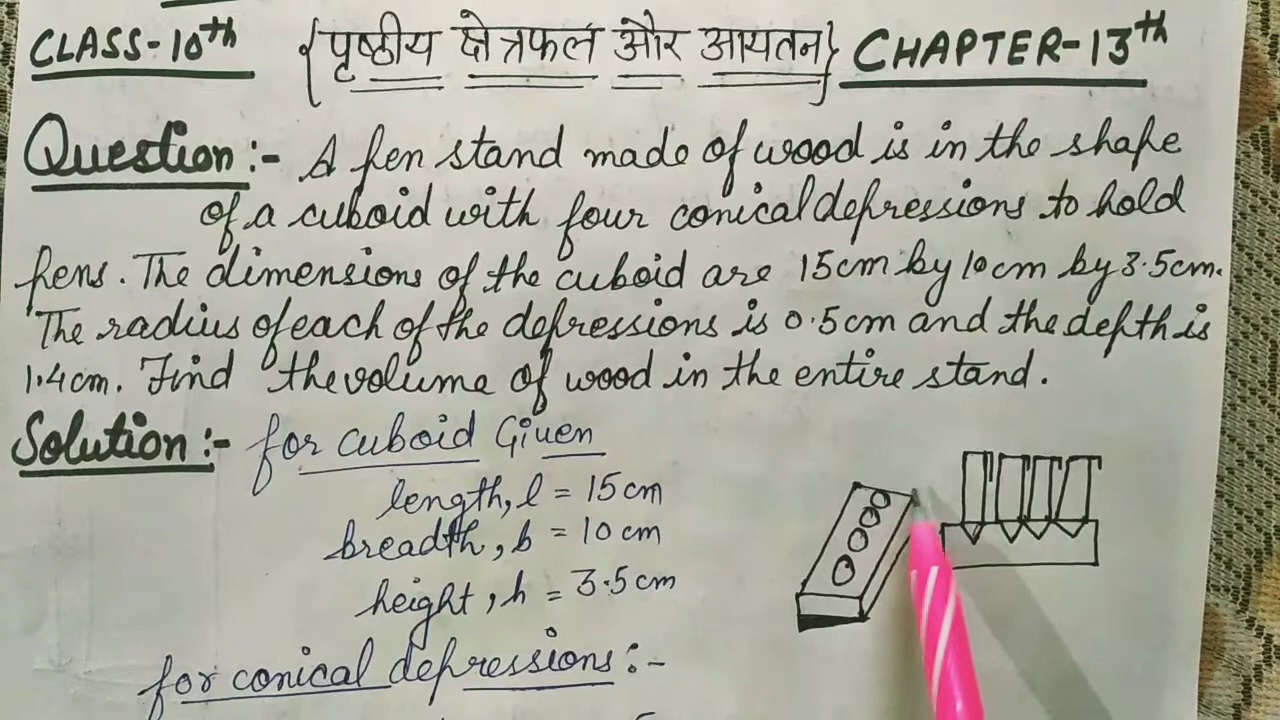 CLASS-10th {पृष्ठीय क्षेत्रफल और आयतन} CHAPTER-13th
Question:- A pen stand made of wood is in the shape
of a cuboid with four conical depressions to hold
pens. The dimensions of the cuboid are 15cm by 10cm by 3.5cm.
The radius of each of the depressions is 0.5cm and the depth is
1.4cm. Find the volume of wood in the entire stand.
Solution:- for cuboid Given
length, l = 15cm
breadth, b = 10cm
height, h = 3.5cm
for conical depressions:-